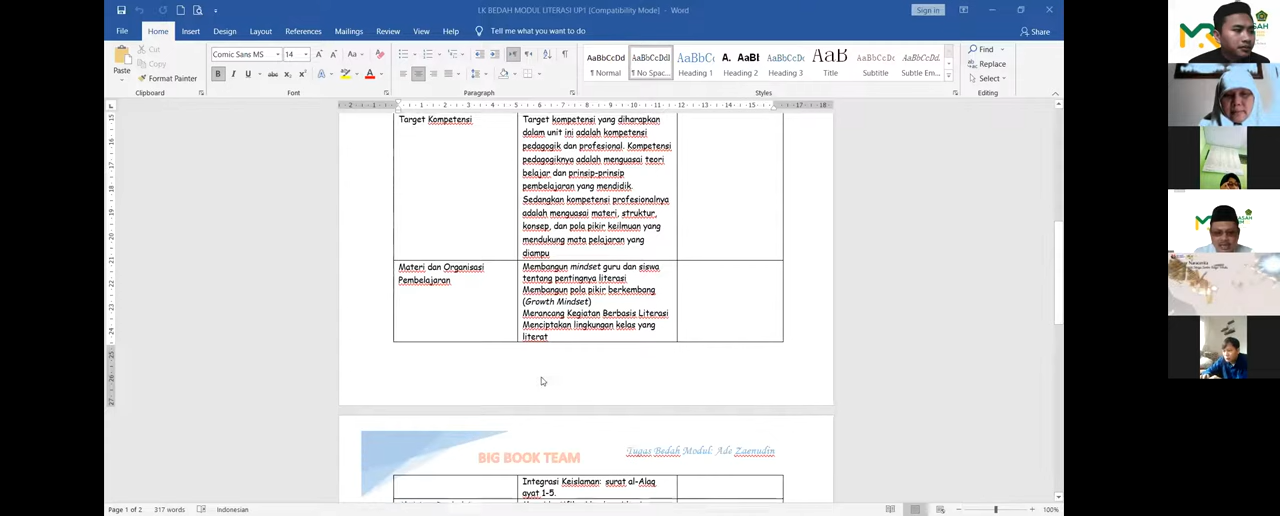 LK BEDAH MODUL LITERASI UP1 [Compatibility Mode] - Word
Sign in
File Home Insert Design Layout References Mailings Review View Tell me what you want to do Share
Paste
Cut
Copy
Format Painter
Clipboard
Comic Sans MS 14
Font
Paragraph
AaBbCcDd AaBbCcDdI AaBbCc A. AaBl AaBbCcDc AaB AaBbCcD AaBbCcDd.
¶ Normal ¶ No Spac... Heading 1 Heading 2 Heading 3 Title Subtitle Subtle Em...
Styles
Find
Replace
Select
Editing
Target Kompetensi
Target kompetensi yang diharapkan
dalam unit ini adalah kompetensi
pedagogik dan profesional. Kompetensi
pedagogiknya adalah menguasai teori
belajar dan prinsip-prinsip
pembelajaran yang mendidik.
Sedangkan kompetensi profesionalnya
adalah menguasai materi, struktur,
konsep, dan pola pikir keilmuan yang
mendukung mata pelajaran yang
diampu
Materi dan Organisasi
Pembelajaran
Membangun mindset guru dan siswa
tentang pentingnya literasi
Membangun pola pikir berkembang
(Growth Mindset)
Merancang Kegiatan Berbasis Literasi
Menciptakan lingkungan kelas yang
literat
BIG BOOK TEAM
Tugas Bedah Modul: Ade Zaenudin
Integrasi Keislaman: surat al-Alaq
ayat 1-5.
Page 1 of 2 317 words Indonesian
100%